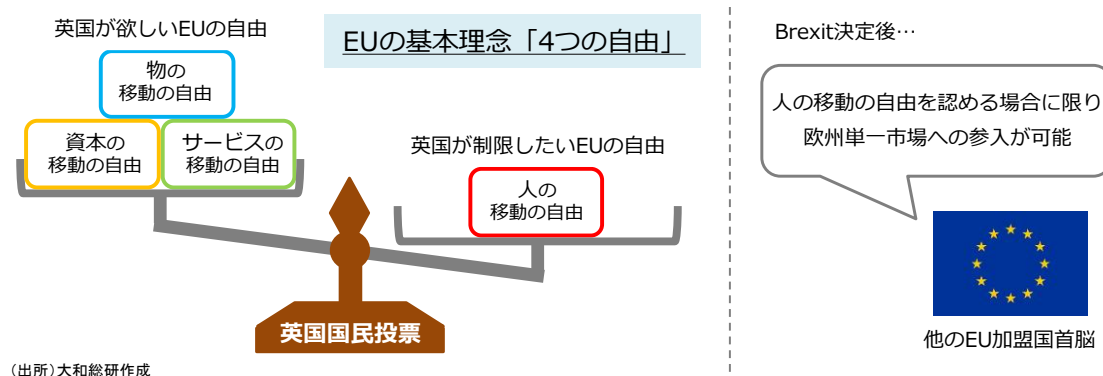 EUの基本理念「4つの自由」
英国が欲しいEUの自由
物の
移動の自由
資本の
移動の自由
サービスの
移動の自由
英国が制限したいEUの自由
人の
移動の自由
英国国民投票
(出所)大和総研作成
Brexit決定後…
人の移動の自由を認める場合に限り
欧州単一市場への参入が可能
他のEU加盟国首脳